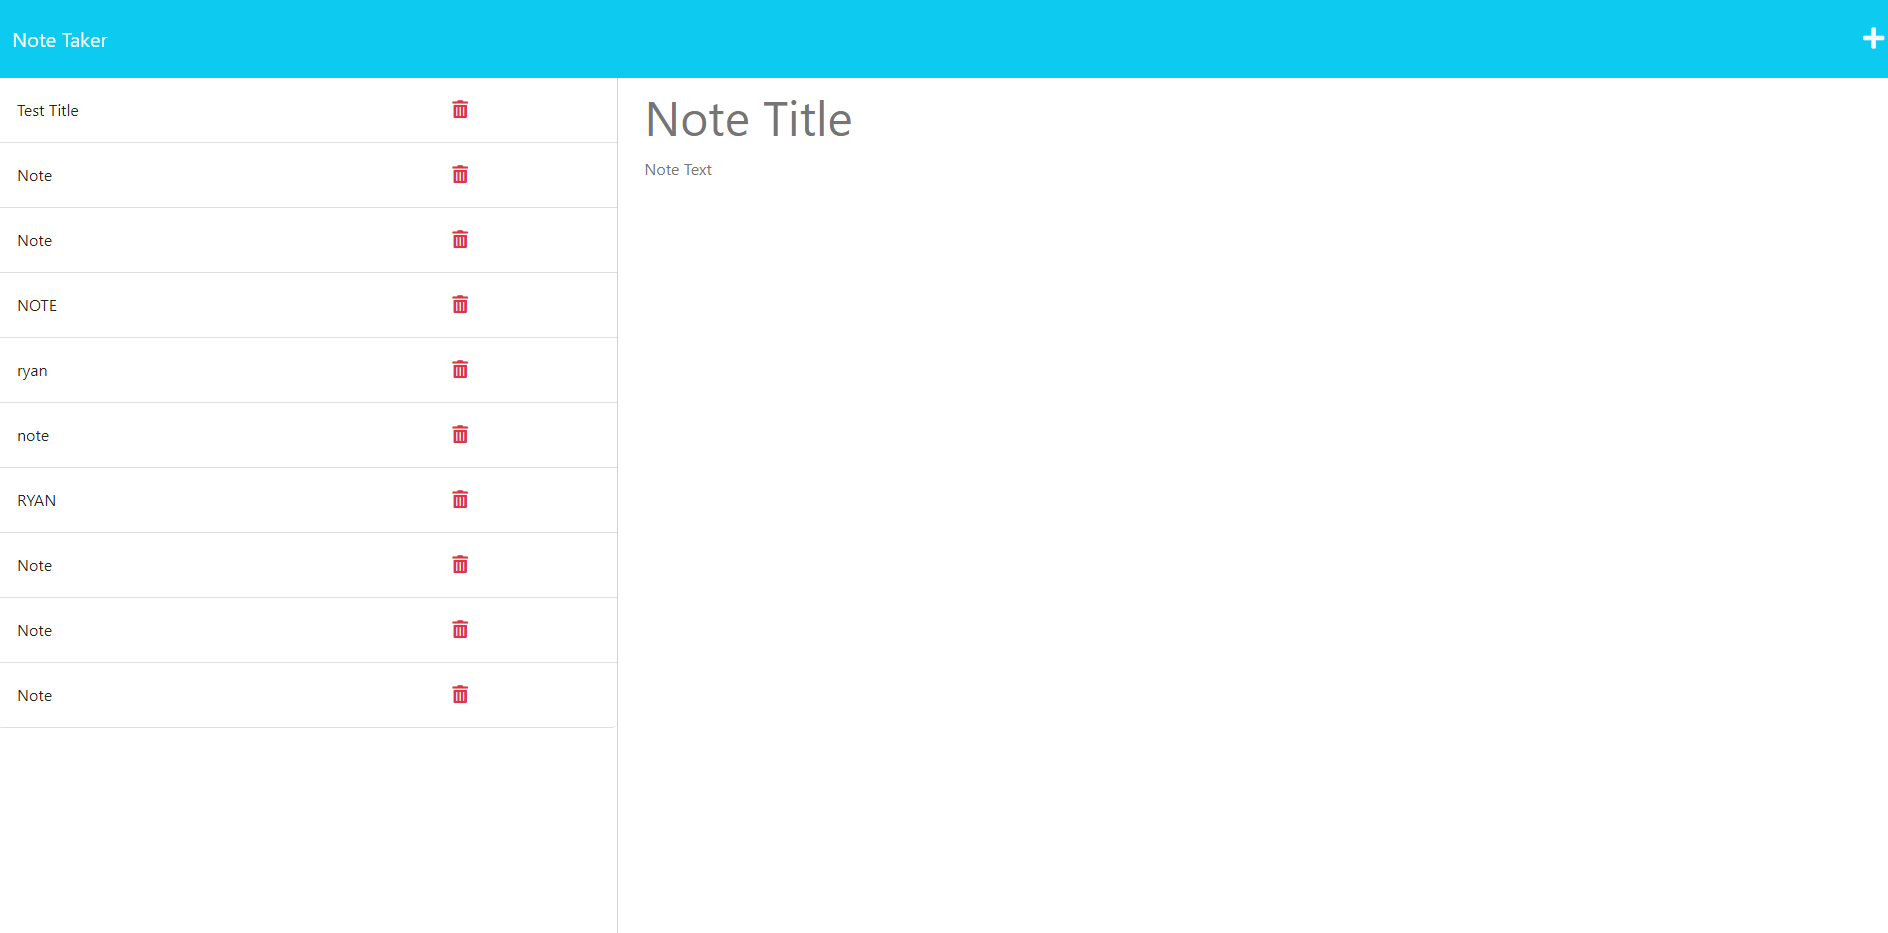 Note Taker
Test Title
Note
Note
NOTE
ryan
note
RYAN
Note
Note
Note
Note Title
Note Text